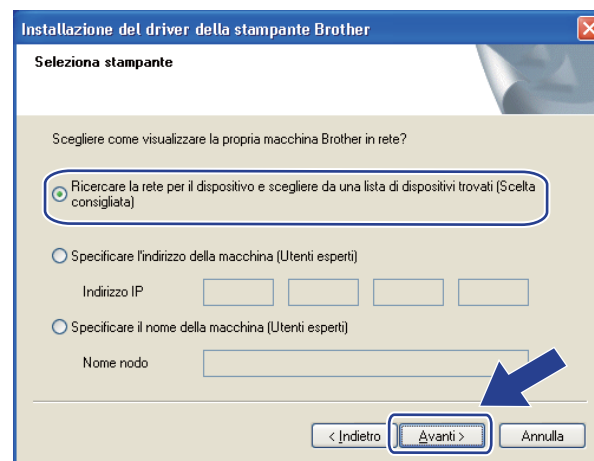 Installazione del driver della stampante Brother
Seleziona stampante
Scegliere come visualizzare la propria macchina Brother in rete?
Ricercare la rete per il dispositivo e scegliere da una lista di dispositivi trovati (Scelta
consigliata)
Specificare l'indirizzo della macchina (Utenti esperti)
Indirizzo IP
Specificare il nome della macchina (Utenti esperti)
Nome nodo
< Indietro Avanti > Annulla